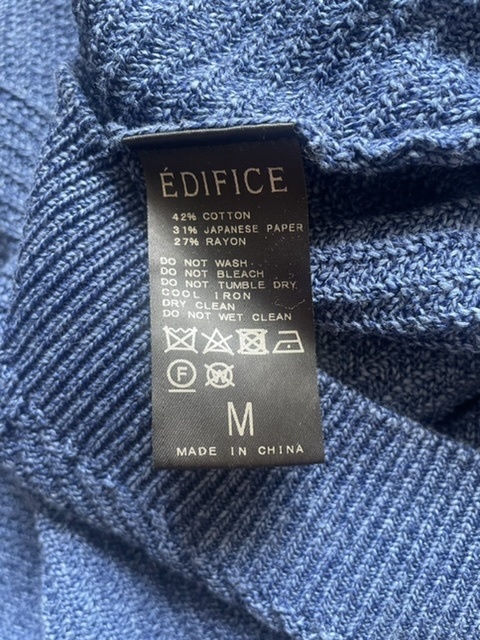 ÉDIFICE
42% COTTON
31% JAPANESE PAPER
27% RAYON
DO NOT WASH
DO NOT BLEACH
DO NOT TUMBLE DRY
COOL IRON
DRY CLEAN
DO NOT WET CLEAN
F W
M
MADE IN CHINA